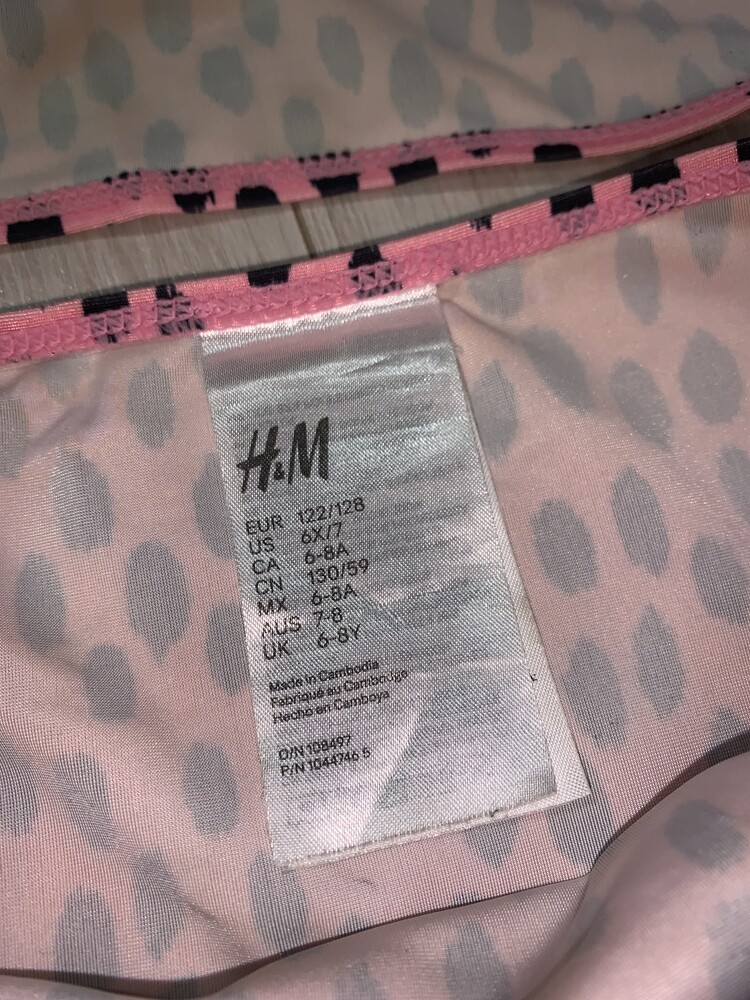 H&M
EUR 122/128
US 6X/7
CA 6-8A
CN 130/59
MX 6-8A
AUS 7-8
UK 6-8Y
Made in Cambodia
Fabriqué au Cambodge
Hecho en Camboya
O/N 108497
P/N 1044746 5